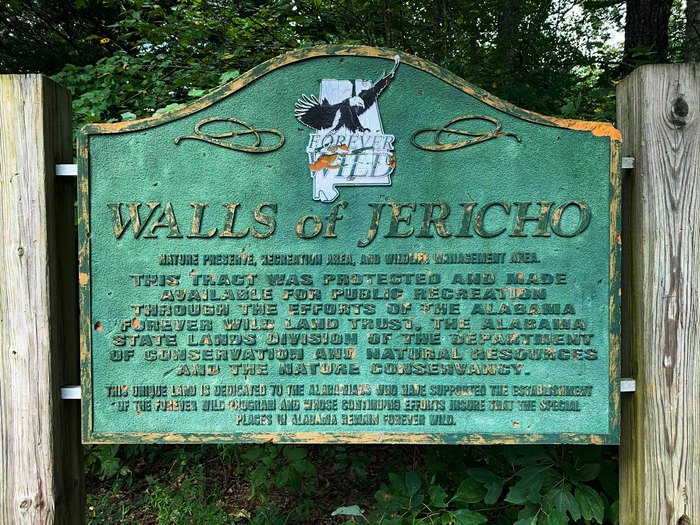 FOREVER
WILD
WALLS of JERICHO
NATURE PRESERVE, RECREATION AREA, AND WILDLIFE MANAGEMENT AREA.
THIS TRACT WAS PROTECTED AND MADE
AVAILABLE FOR PUBLIC RECREATION
THROUGH THE EFFORTS OF THE ALABAMA
FOREVER WILD LAND TRUST, THE ALABAMA
STATE LANDS DIVISION OF THE DEPARTMENT
OF CONSERVATION AND NATURAL RESOURCES
AND THE NATURE CONSERVANCY.
THIS UNIQUE LAND IS DEDICATED TO THE ALABAMIANS WHO HAVE SUPPORTED THE ESTABLISHMENT
OF THE FOREVER WILD PROGRAM AND WHOSE CONTINUING EFFORTS INSURE THAT THE SPECIAL
PLACES IN ALABAMA REMAIN FOREVER WILD.